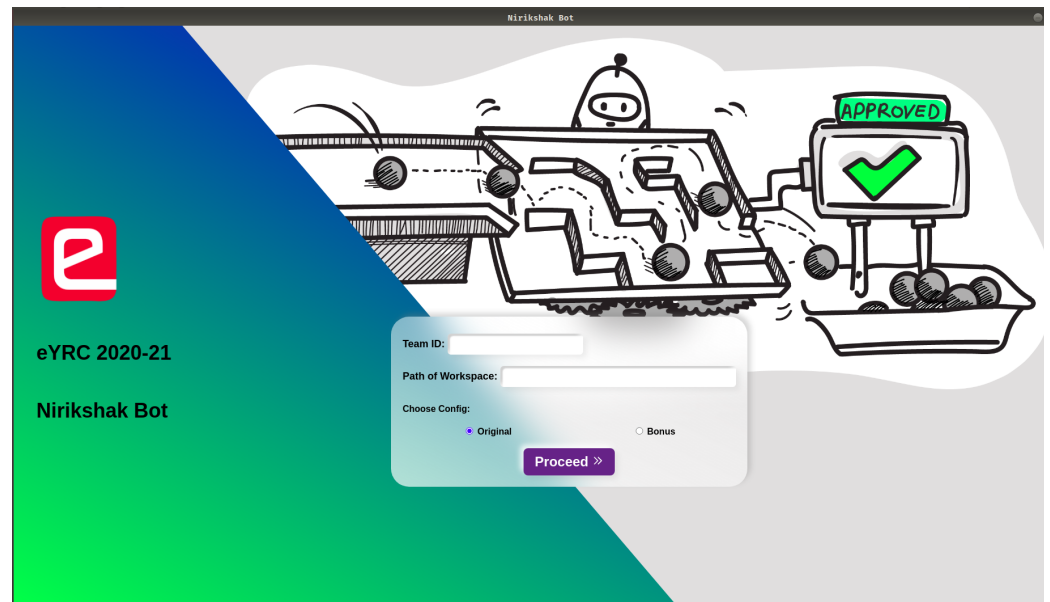 Nirikshak Bot
APPROVED
e
eYRC 2020-21
Nirikshak Bot
Team ID:
Path of Workspace:
Choose Config:
Original
Bonus
Proceed »